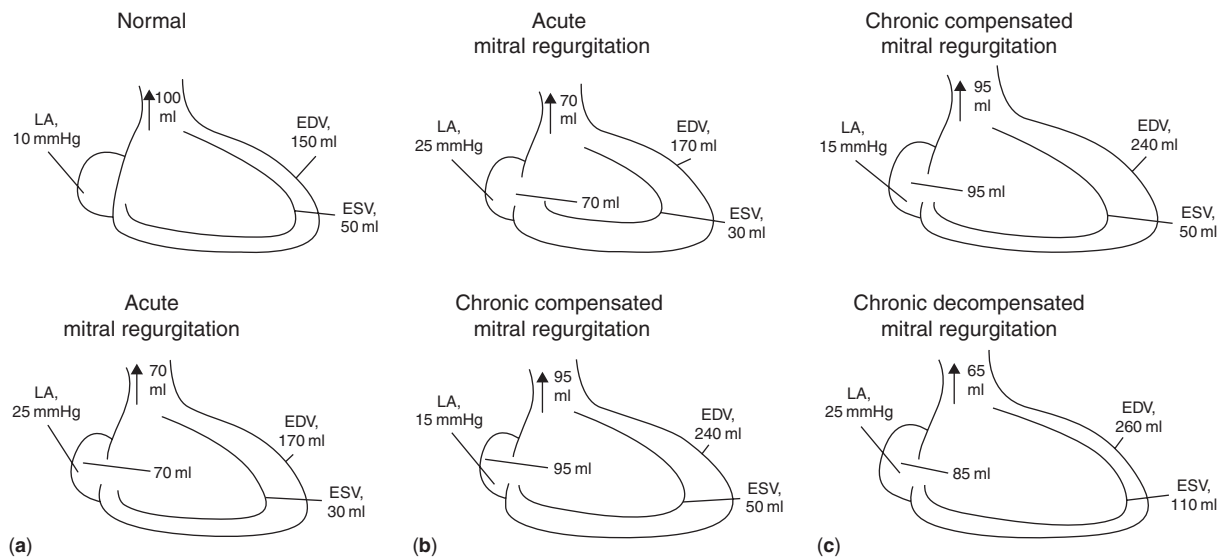 Normal
LA,
10 mmHg
100
ml
EDV,
150 ml
ESV,
50 ml
Acute
mitral regurgitation
LA,
25 mmHg
70
ml
EDV,
170 ml
70 ml
ESV,
30 ml
Chronic compensated
mitral regurgitation
LA,
15 mmHg
95
ml
EDV,
240 ml
95 ml
ESV,
50 ml
Acute
mitral regurgitation
LA,
25 mmHg
70
ml
EDV,
170 ml
70 ml
ESV,
30 ml
(a)
Chronic compensated
mitral regurgitation
LA,
15 mmHg
95
ml
EDV,
240 ml
95 ml
ESV,
50 ml
(b)
Chronic decompensated
mitral regurgitation
LA,
25 mmHg
65
ml
EDV,
260 ml
85 ml
ESV,
110 ml
(c)